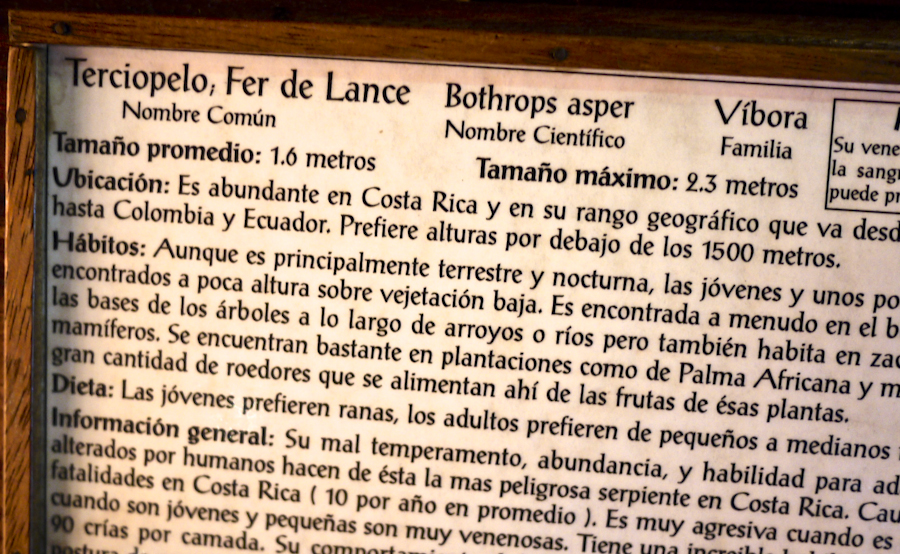 Terciopelo, Fer de Lance
Nombre Común
Bothrops asper
Nombre Científico
Víbora
Familia
Su
la
puede
Tamaño promedio: 1.6 metros
Tamaño máximo: 2.3 metros
Ubicación: Es abundante en Costa Rica y en su rango geográfico que va
hasta Colombia y Ecuador. Prefiere alturas por debajo de los 1500 metros.
Hábitos: Aunque es principalmente terrestre y nocturna, las jóvenes y unos
encontrados a poca altura sobre vejetación baja. Es encontrada a menudo en el
las bases de los árboles a lo largo de arroyos o ríos pero también habita en
mamíferos. Se encuentran bastante en plantaciones como de Palma Africana y
gran cantidad de roedores que se alimentan ahí de las frutas de ésas plantas.
Dieta: Las jóvenes prefieren ranas, los adultos prefieren de pequeños a medianos
Información general: Su mal temperamento, abundancia, y habilidad para
alterados por humanos hacen de ésta la mas peligrosa serpiente en Costa Rica.
fatalidades en Costa Rica ( 10 por año en promedio ). Es muy agresiva cuando es
cuando son jóvenes y pequeñas son muy venenosas. Tiene una
90 crías por camada. Su